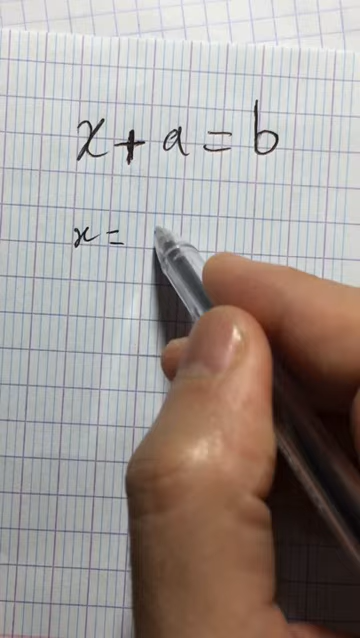 x + a = b
x =